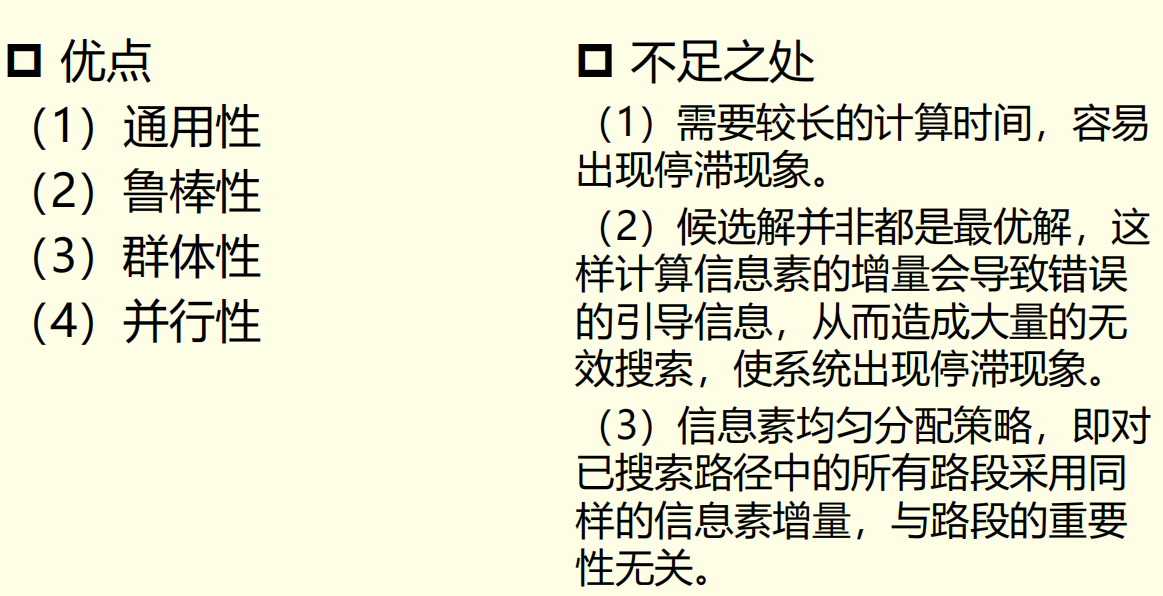 优点
（1）通用性
（2）鲁棒性
（3）群体性
（4）并行性
不足之处
（1）需要较长的计算时间，容易
出现停滞现象。
（2）候选解并非都是最优解，这
样计算信息素的增量会导致错误
的引导信息，从而造成大量的无
效搜索，使系统出现停滞现象。
（3）信息素均匀分配策略，即对
已搜索路径中的所有路段采用同
样的信息素增量，与路段的重要
性无关。